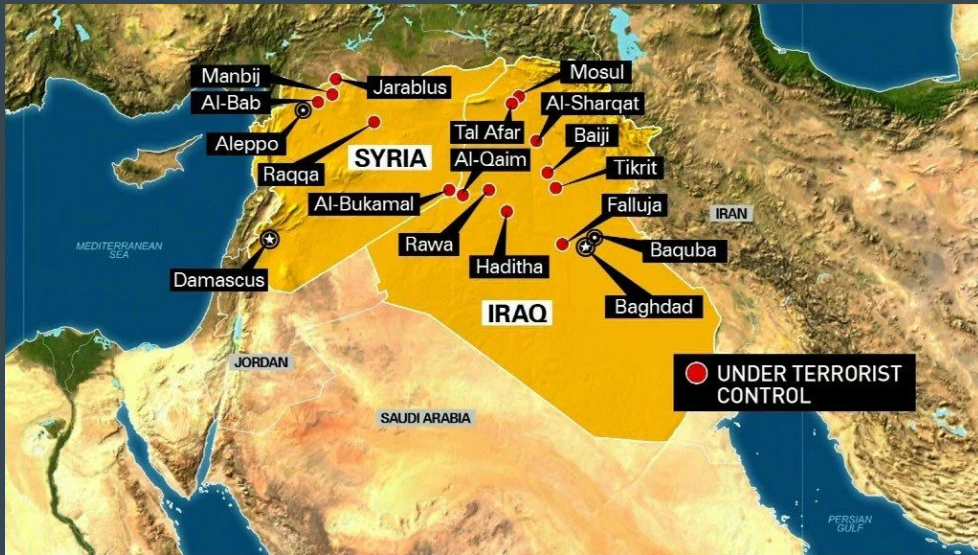 Manbij
Jarablus
Mosul
Al-Bab
Al-Sharqat
Aleppo
Tal Afar
Baiji
Raqqa
SYRIA
Al-Qaim
Tikrit
Al-Bukamal
Falluja
IRAN
MEDITERRANEAN
SEA
Rawa
Baquba
Haditha
Damascus
Baghdad
IRAQ
JORDAN
UNDER TERRORIST
CONTROL
SAUDI ARABIA
PERSIAN
GULF